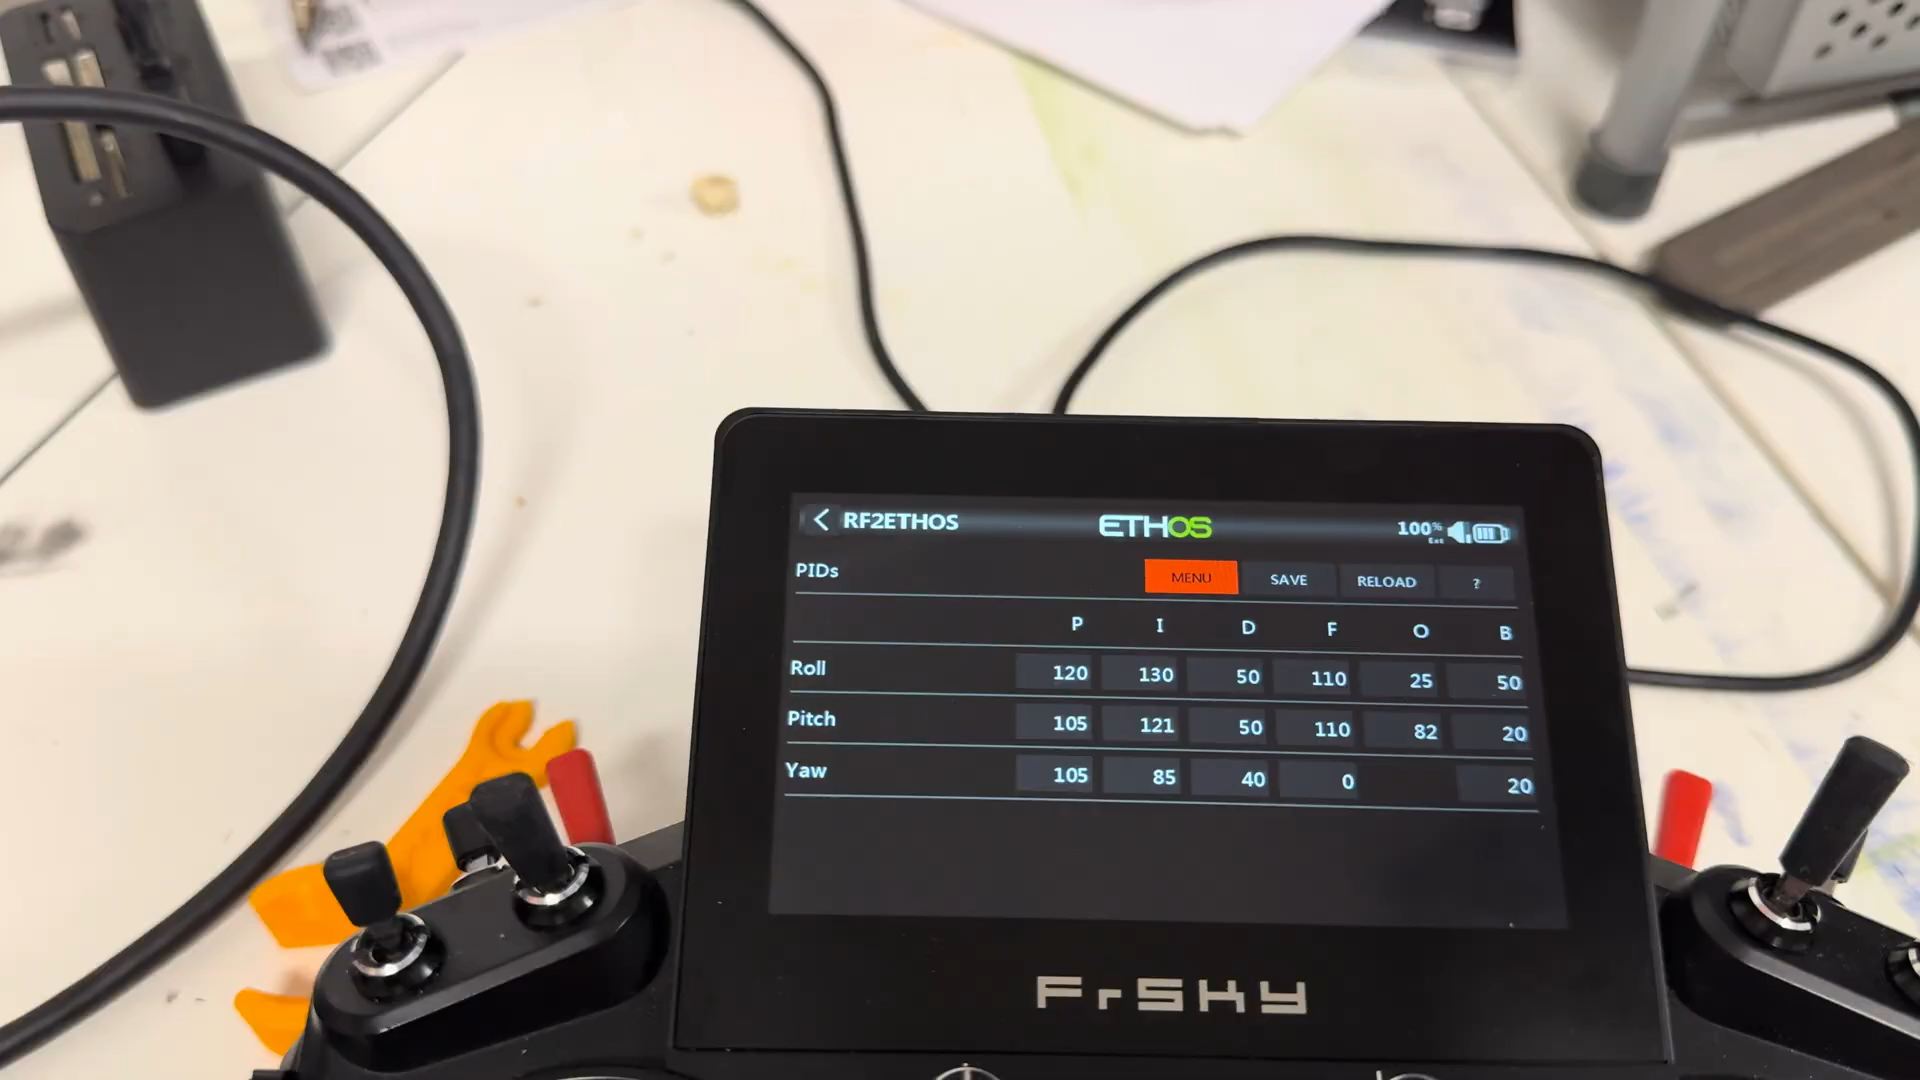 RF2ETHOS ETHOS 100%
Ext
PIDs MENU SAVE RELOAD ?
P I D F O B
Roll 120 130 50 110 25 50
Pitch 105 121 50 110 82 20
Yaw 105 85 40 0 20
FrSKY